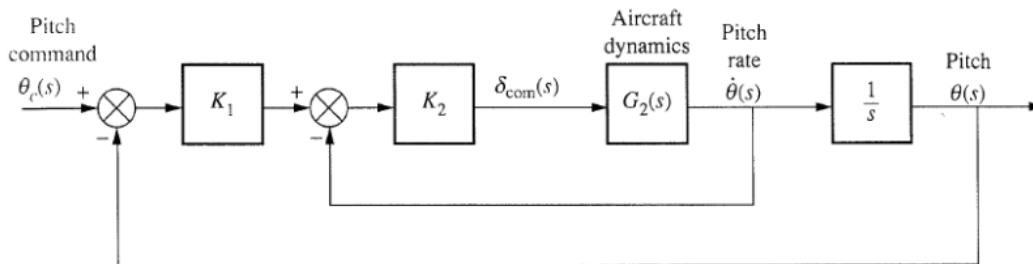 Pitch
command
θc(s)
+
−
K1
+
−
K2
δcom(s)
Aircraft
dynamics
G2(s)
Pitch
rate
θ̇(s)
1
s
Pitch
θ(s)